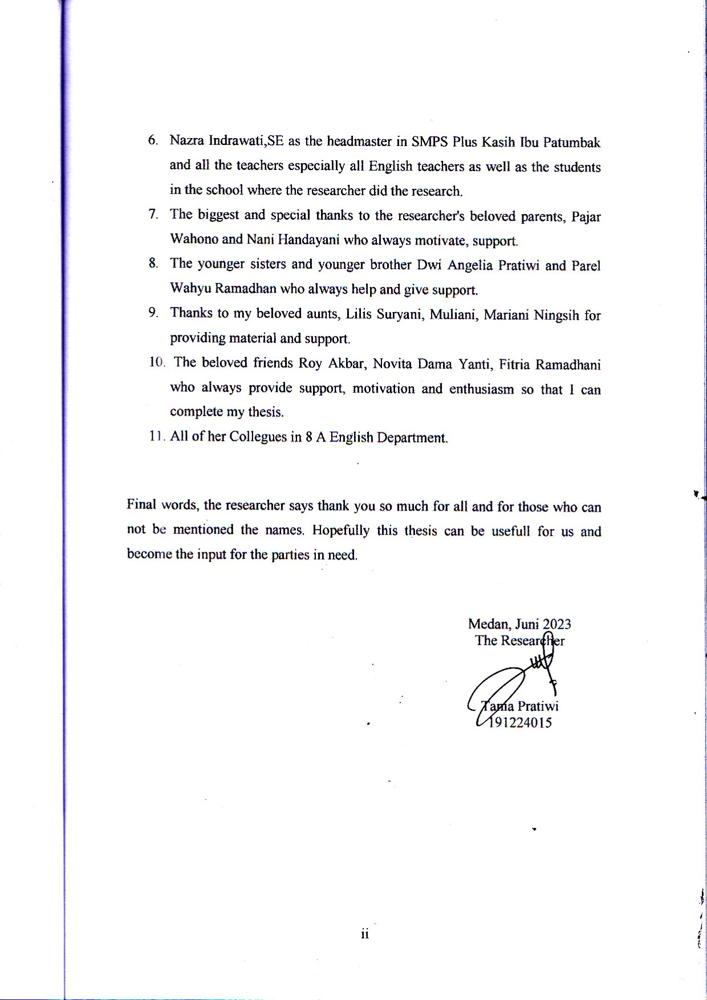 6. Nazra Indrawati,SE as the headmaster in SMPS Plus Kasih Ibu Patumbak
and all the teachers especially all English teachers as well as the students
in the school where the researcher did the research.
7. The biggest and special thanks to the researcher's beloved parents, Pajar
Wahono and Nani Handayani who always motivate, support.
8. The younger sisters and younger brother Dwi Angelia Pratiwi and Parel
Wahyu Ramadhan who always help and give support.
9. Thanks to my beloved aunts, Lilis Suryani, Muliani, Mariani Ningsih for
providing material and support.
10. The beloved friends Roy Akbar, Novita Dama Yanti, Fitria Ramadhani
who always provide support, motivation and enthusiasm so that I can
complete my thesis.
11. All of her Collegues in 8 A English Department.
Final words, the researcher says thank you so much for all and for those who can
not be mentioned the names. Hopefully this thesis can be usefull for us and
become the input for the parties in need.
Medan, Juni 2023
The Researcher
Tania Pratiwi
191224015
ii